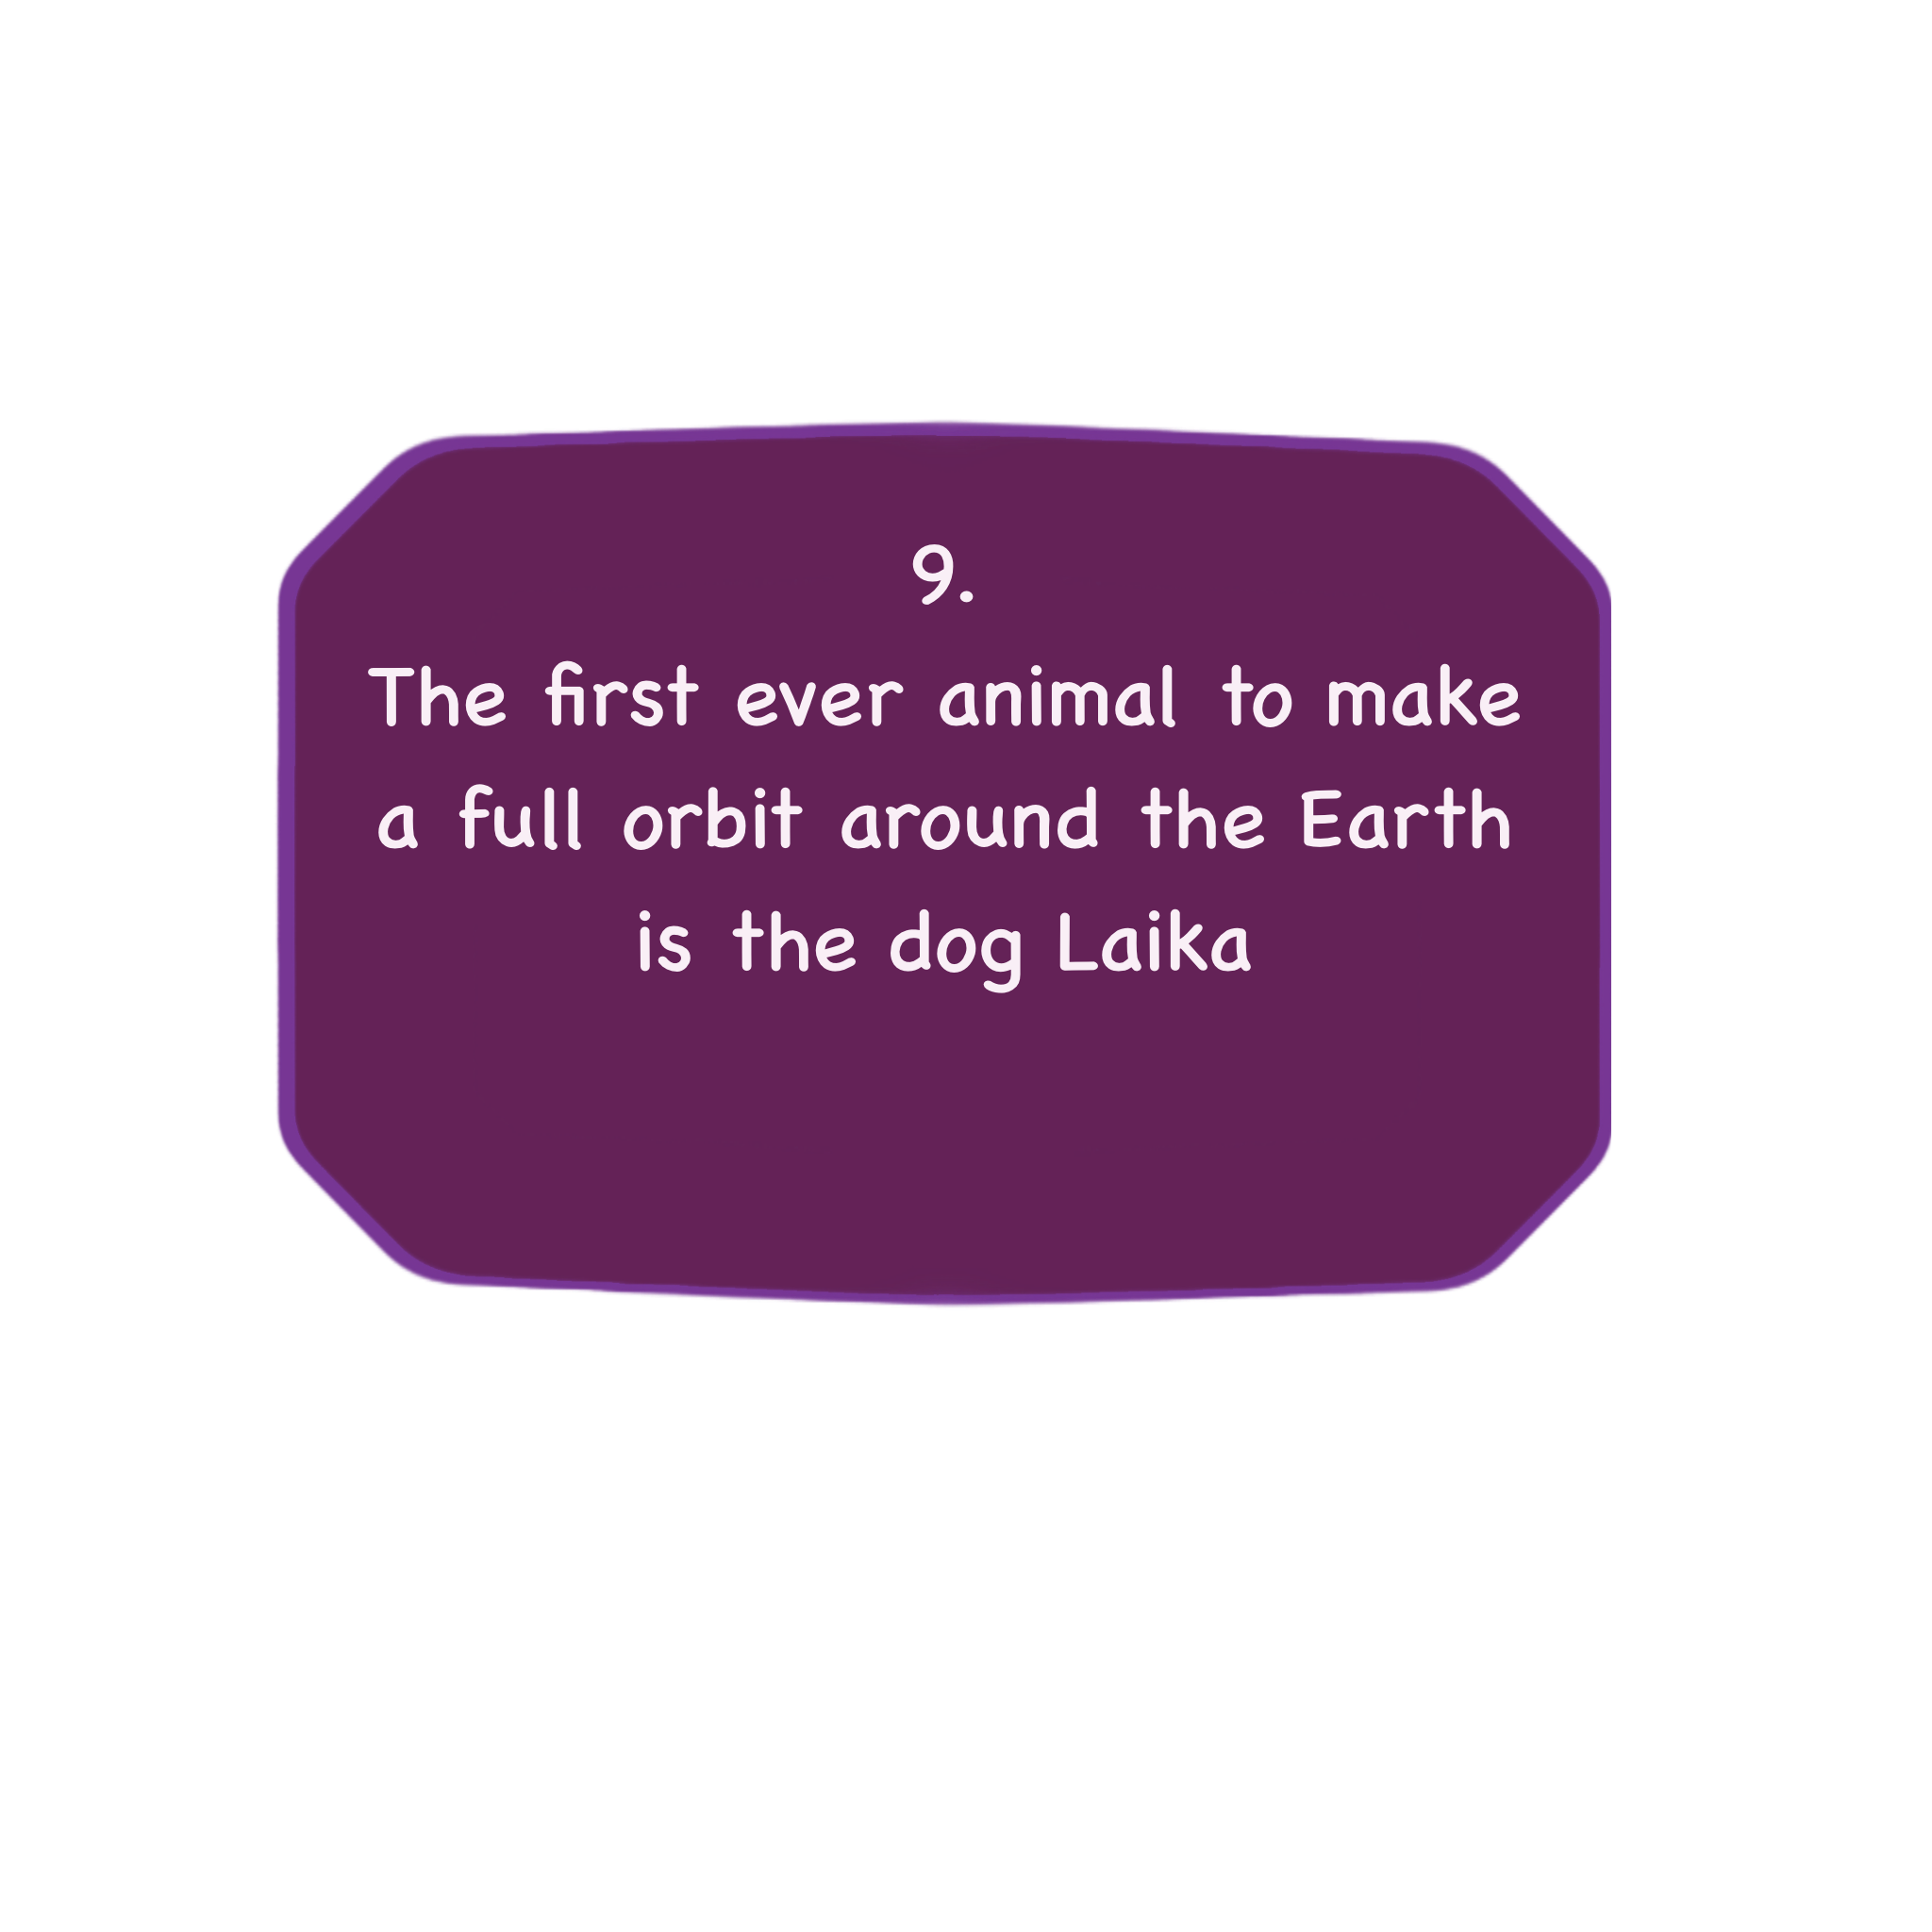 9.
The first ever animal to make
a full orbit around the Earth
is the dog Laika